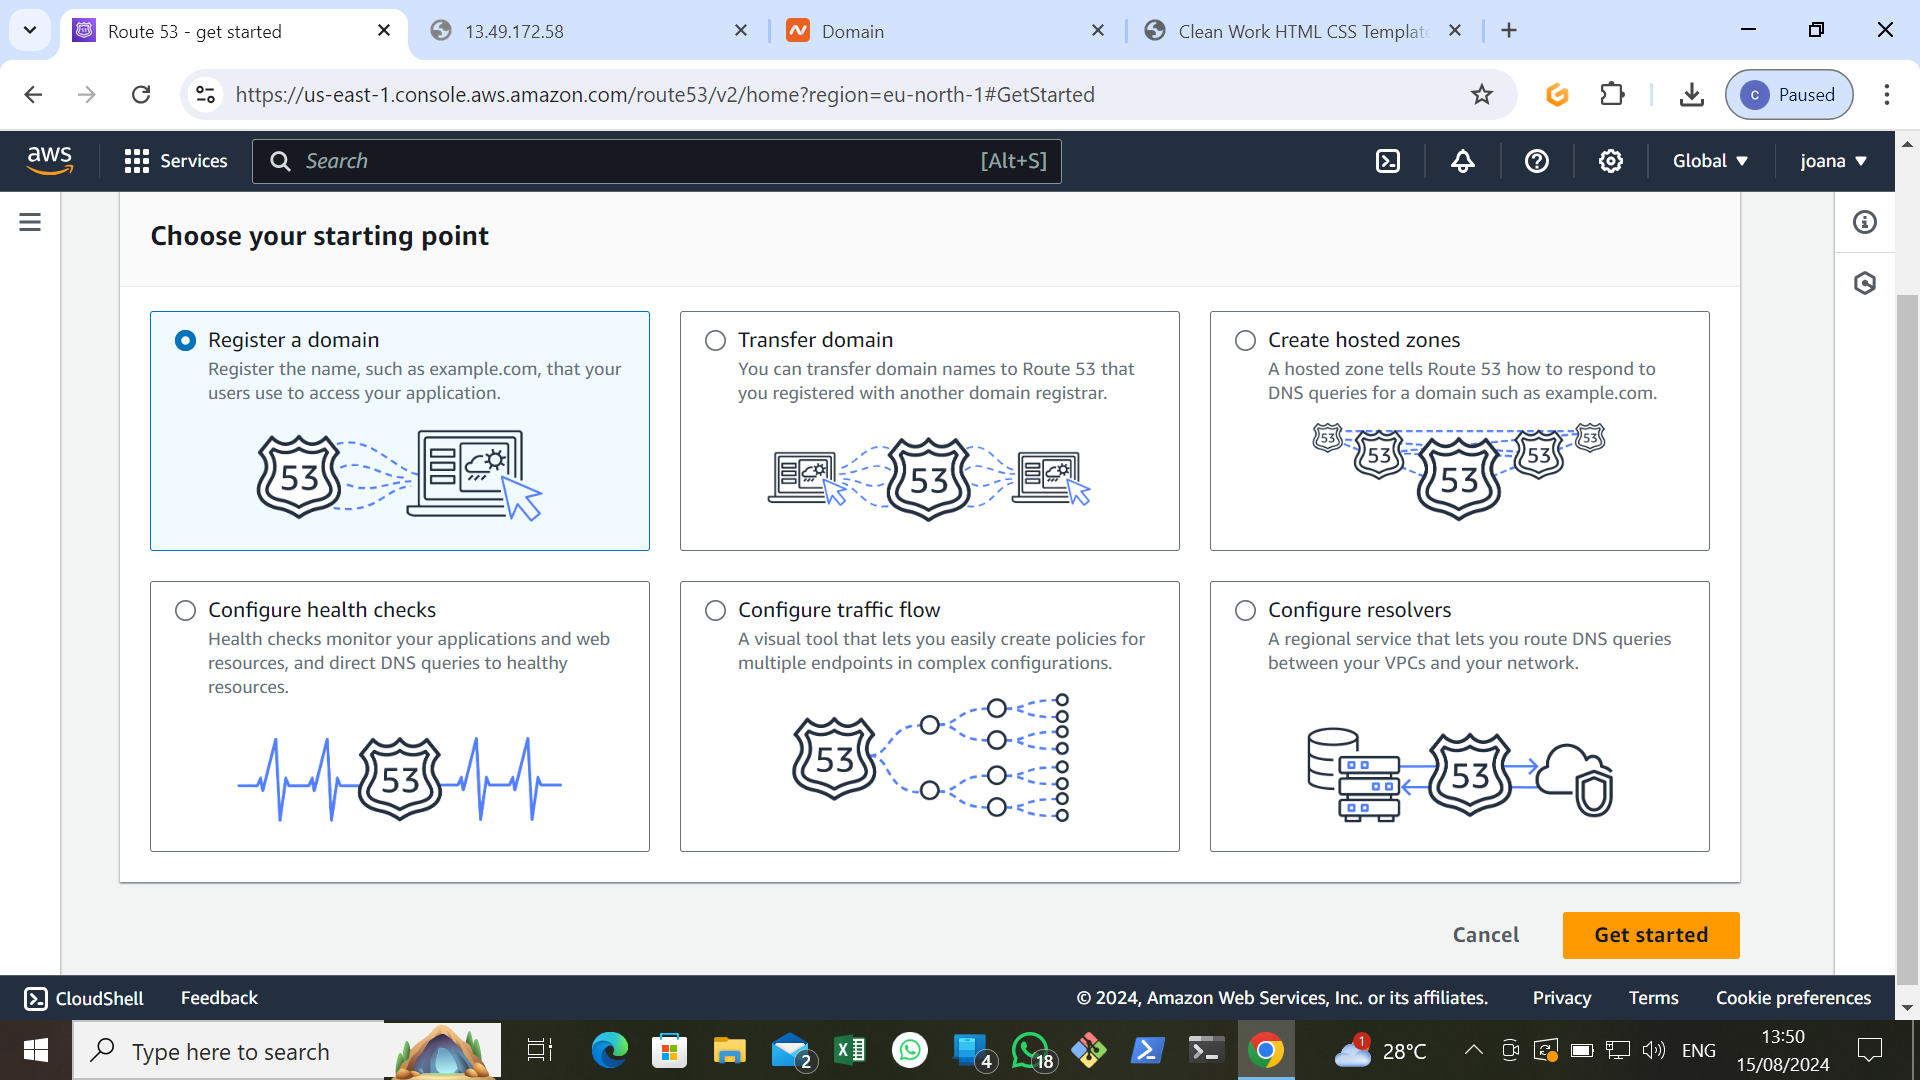 Route 53 - get started
13.49.172.58
Domain
Clean Work HTML CSS Templat
https://us-east-1.console.aws.amazon.com/route53/v2/home?region=eu-north-1#GetStarted
C
Paused
aws
Services
Search
[Alt+S]
Global
joana
Choose your starting point
Register a domain
Register the name, such as example.com, that your
users use to access your application.
53
Transfer domain
You can transfer domain names to Route 53 that
you registered with another domain registrar.
53
Create hosted zones
A hosted zone tells Route 53 how to respond to
DNS queries for a domain such as example.com.
53
53
53
53
53
Configure health checks
Health checks monitor your applications and web
resources, and direct DNS queries to healthy
resources.
53
Configure traffic flow
A visual tool that lets you easily create policies for
multiple endpoints in complex configurations.
53
Configure resolvers
A regional service that lets you route DNS queries
between your VPCs and your network.
53
Cancel
Get started
CloudShell
Feedback
© 2024, Amazon Web Services, Inc. or its affiliates.
Privacy
Terms
Cookie preferences
Type here to search
2
4
18
1
28°C
ENG
13:50
15/08/2024